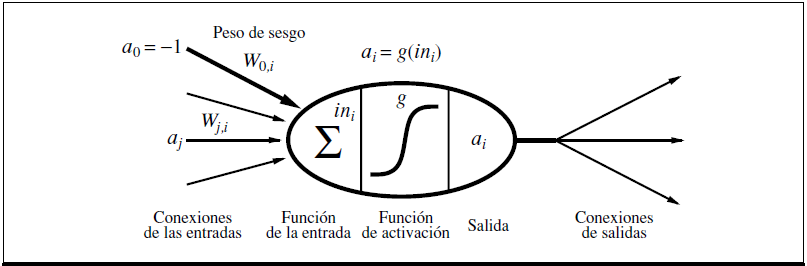 Peso de sesgo
a0 = −1
W0,i
ai = g(ini)
ini
g
Wj,i
aj
Σ
ai
Conexiones
de las entradas
Función
de la entrada
Función
de activación
Salida
Conexiones
de salidas